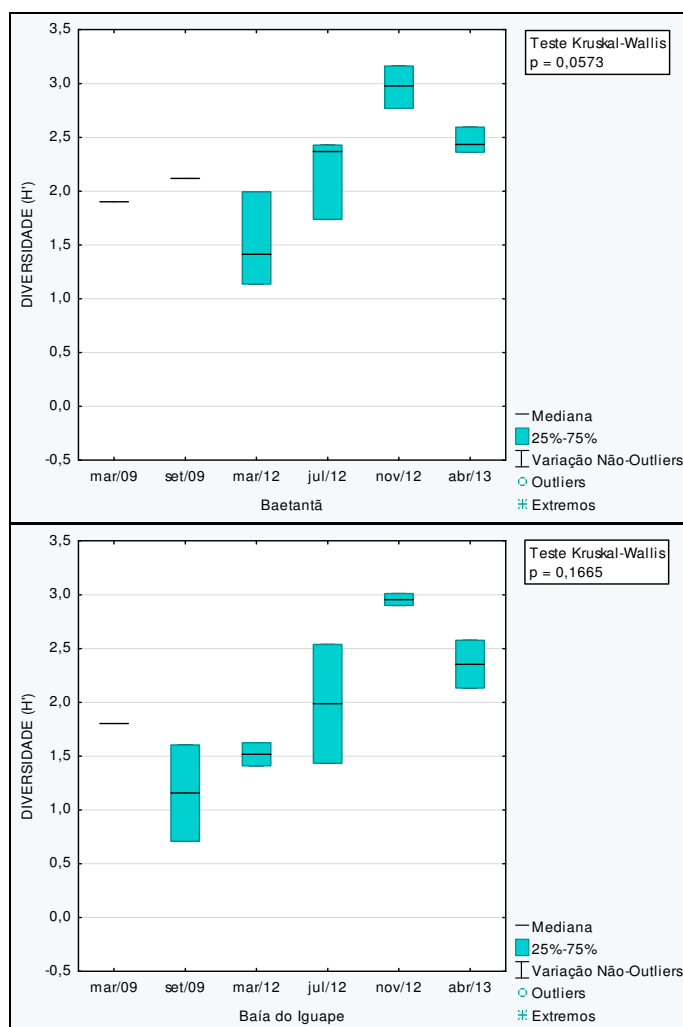 Teste Kruskal-Wallis
p = 0,0573
DIVERSIDADE (H')
3,5
3,0
2,5
2,0
1,5
1,0
0,5
0,0
-0,5
mar/09 set/09 mar/12 jul/12 nov/12 abr/13
Baetantã
Mediana
25%-75%
Variação Não-Outliers
Outliers
Extremos
Teste Kruskal-Wallis
p = 0,1665
DIVERSIDADE (H')
3,5
3,0
2,5
2,0
1,5
1,0
0,5
0,0
-0,5
mar/09 set/09 mar/12 jul/12 nov/12 abr/13
Baía do Iguape
Mediana
25%-75%
Variação Não-Outliers
Outliers
Extremos